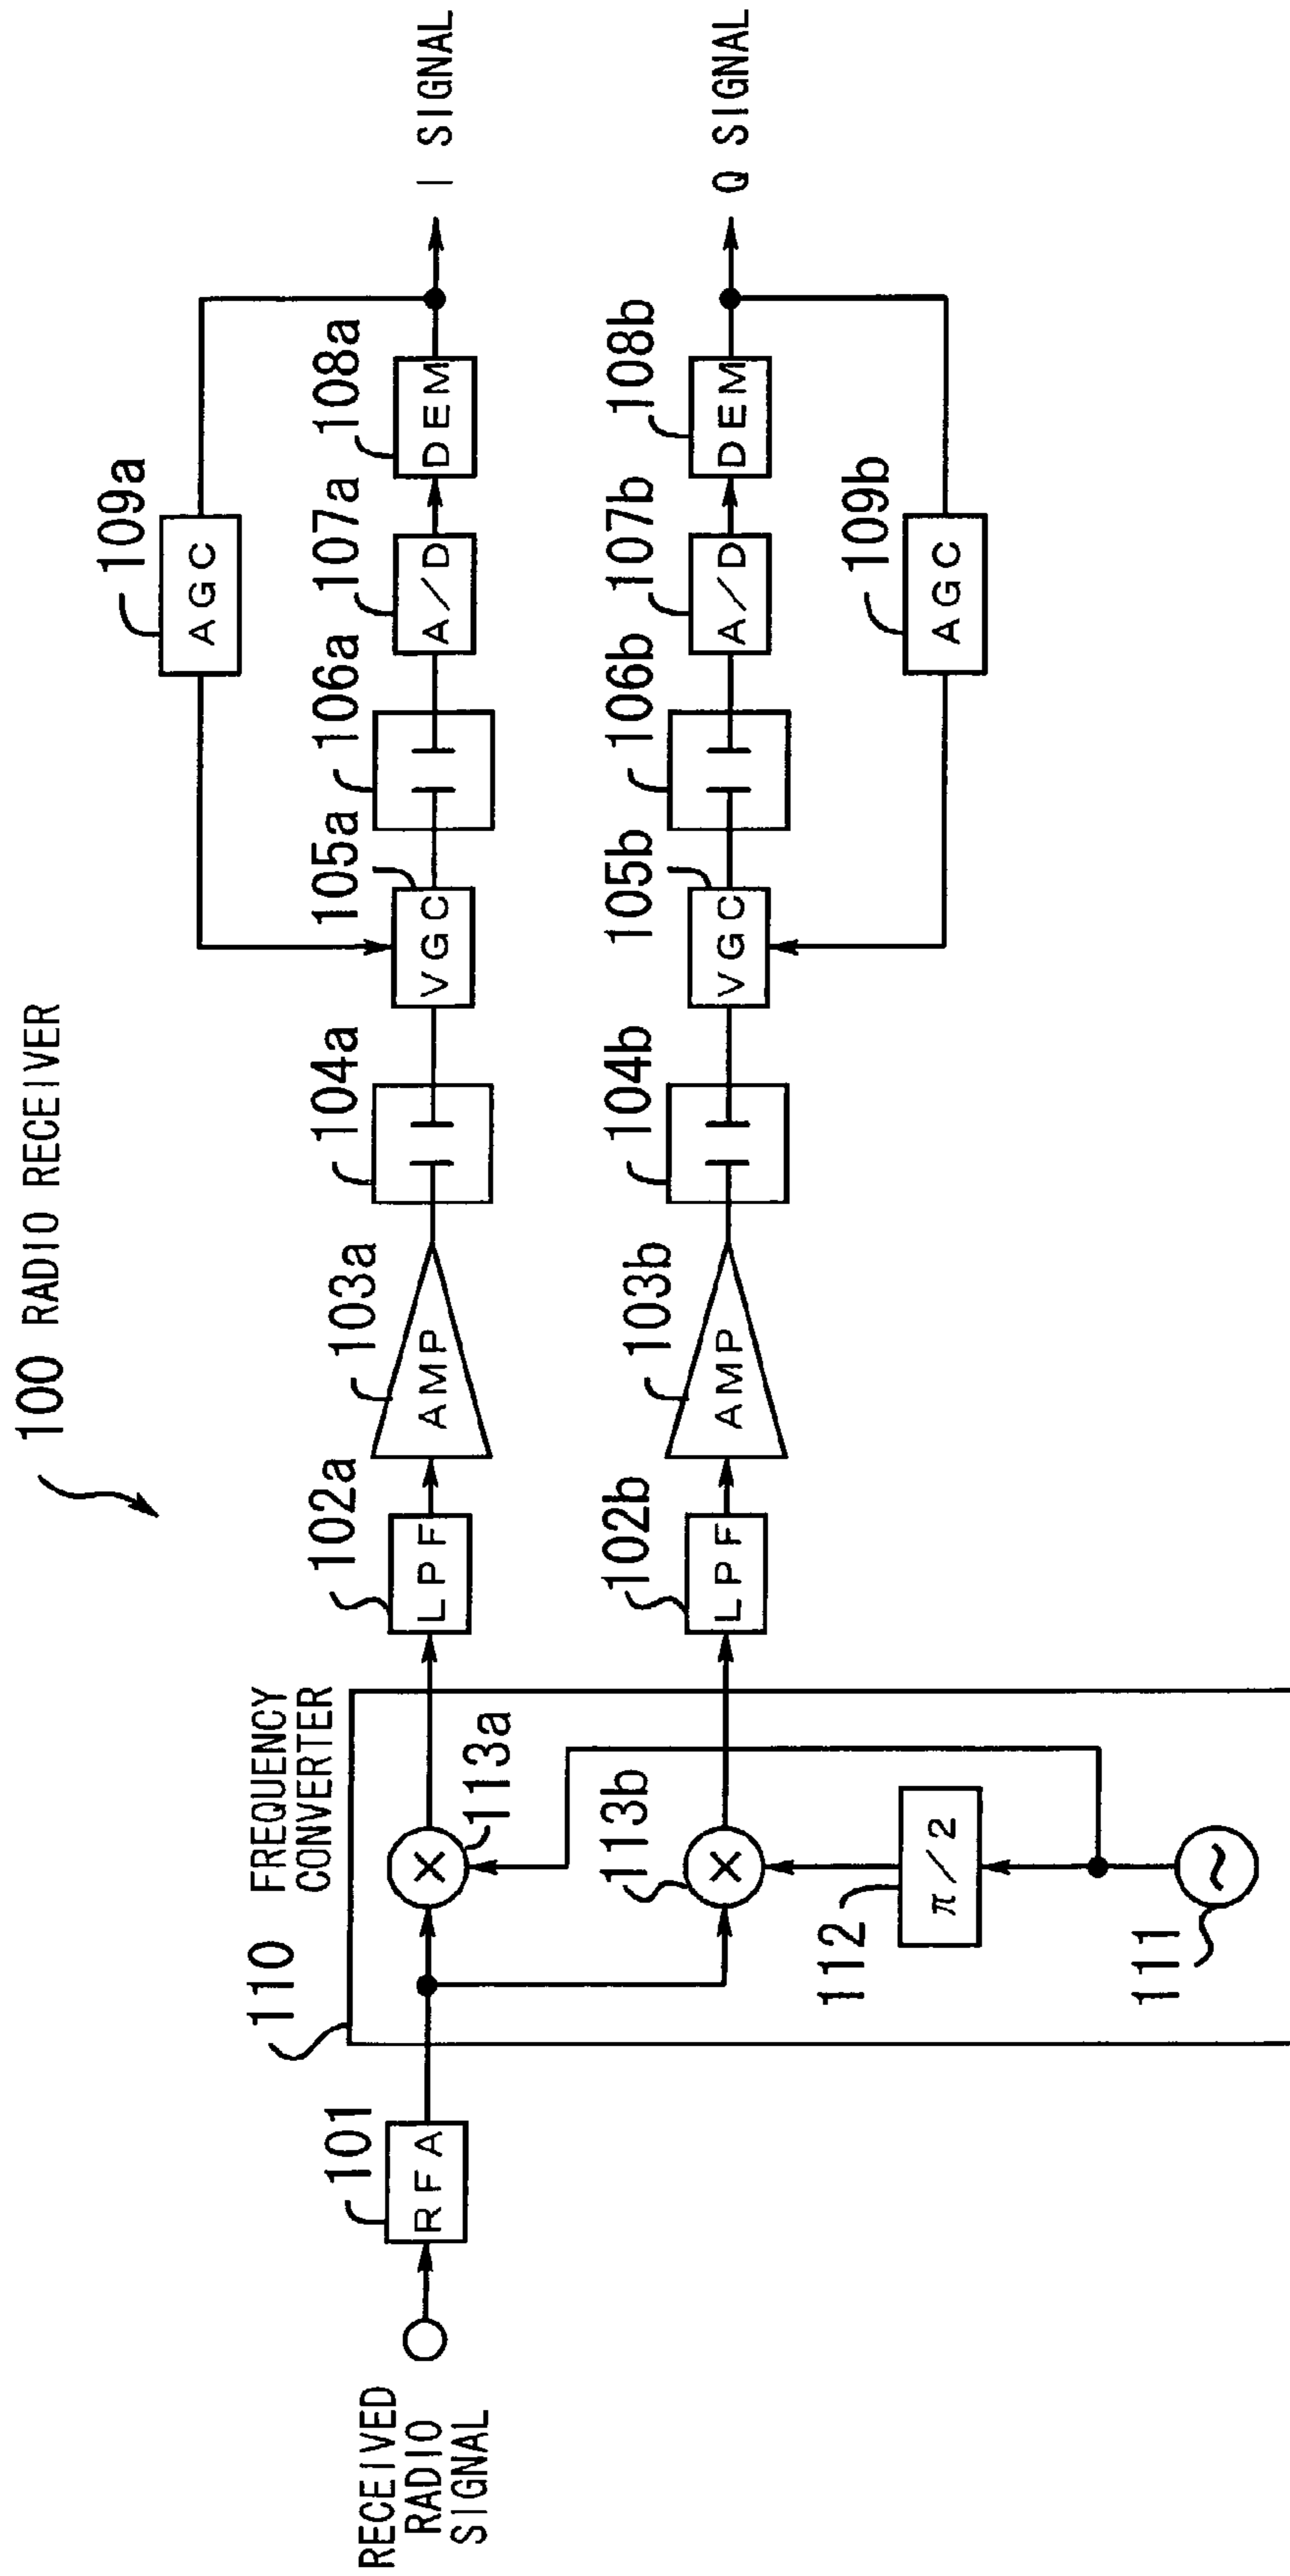 100 RADIO RECEIVER
109a
AGC
RECEIVED
RADIO
SIGNAL
101
RFA
110
FREQUENCY
CONVERTER
113a
×
102a
LPF
103a
AMP
104a
105a
VGC
106a
107a
A/D
108a
DEM
I SIGNAL
113b
×
102b
LPF
103b
AMP
104b
105b
VGC
106b
107b
A/D
108b
DEM
Q SIGNAL
112
π/2
109b
AGC
111
~